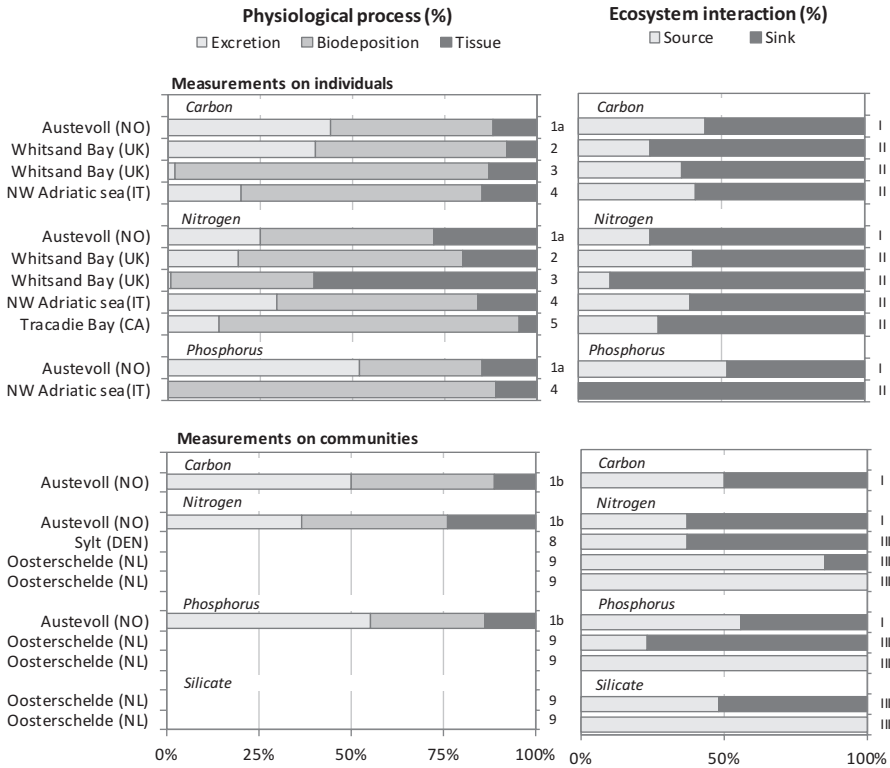 Physiological process (%) Ecosystem interaction (%)
Excretion Biodeposition Tissue Source Sink
Measurements on individuals
Carbon Carbon
Austevoll (NO) 1a I
Whitsand Bay (UK) 2 II
Whitsand Bay (UK) 3 II
NW Adriatic sea(IT) 4 II
Nitrogen Nitrogen
Austevoll (NO) 1a I
Whitsand Bay (UK) 2 II
Whitsand Bay (UK) 3 II
NW Adriatic sea(IT) 4 II
Tracadie Bay (CA) 5 II
Phosphorus Phosphorus
Austevoll (NO) 1a I
NW Adriatic sea(IT) 4 II
Measurements on communities
Carbon Carbon
Austevoll (NO) 1b I
Nitrogen Nitrogen
Austevoll (NO) 1b I
Sylt (DEN) 8 III
Oosterschelde (NL) 9 III
Oosterschelde (NL) 9 III
Phosphorus Phosphorus
Austevoll (NO) 1b I
Oosterschelde (NL) 9 III
Oosterschelde (NL) 9 III
Silicate Silicate
Oosterschelde (NL) 9 III
Oosterschelde (NL) 9 III
0% 25% 50% 75% 100% 0% 50% 100%